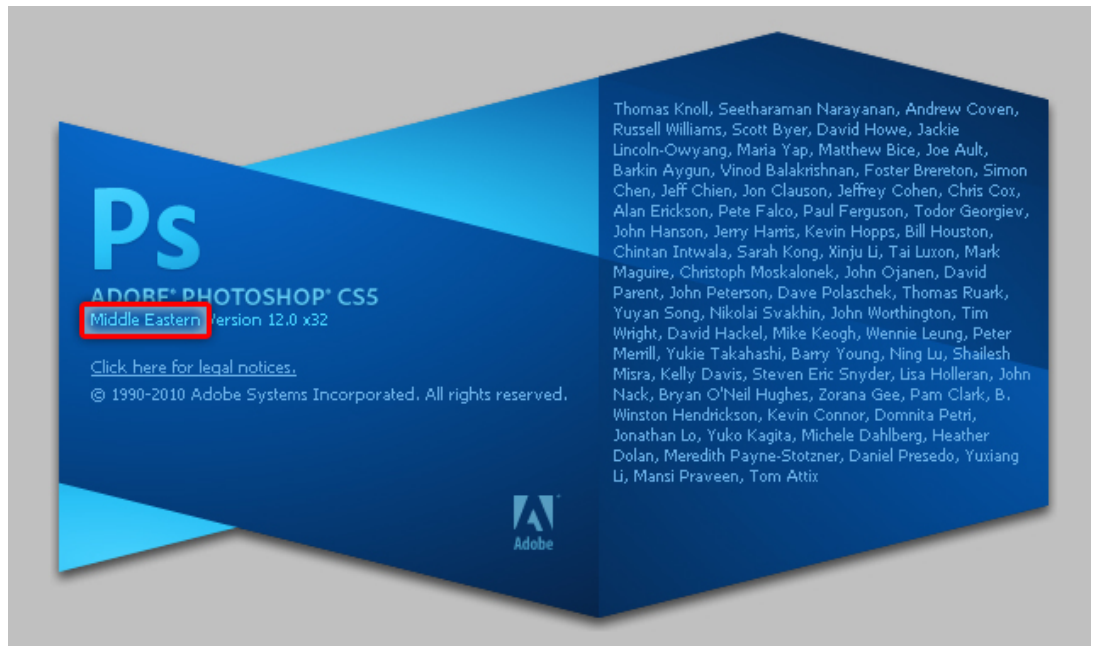 Ps
ADOBE® PHOTOSHOP® CS5
Middle Eastern Version 12.0 x32
Click here for legal notices.
© 1990-2010 Adobe Systems Incorporated. All rights reserved.
Adobe
Thomas Knoll, Seetharaman Narayanan, Andrew Coven,
Russell Williams, Scott Byer, David Howe, Jackie
Lincoln-Owyang, Maria Yap, Matthew Bice, Joe Ault,
Barkin Aygun, Vinod Balakrishnan, Foster Brereton, Simon
Chen, Jeff Chien, Jon Clauson, Jeffrey Cohen, Chris Cox,
Alan Erickson, Pete Falco, Paul Ferguson, Todor Georgiev,
John Hanson, Jerry Harris, Kevin Hopps, Bill Houston,
Chintan Intwala, Sarah Kong, Xinju Li, Tai Luxon, Mark
Maguire, Christoph Moskalonek, John Ojanen, David
Parent, John Peterson, Dave Polaschek, Thomas Ruark,
Yuyan Song, Nikolai Svakhin, John Worthington, Tim
Wright, David Hackel, Mike Keogh, Wennie Leung, Peter
Merrill, Yukie Takahashi, Barry Young, Ning Lu, Shailesh
Misra, Kelly Davis, Steven Eric Snyder, Lisa Holleran, John
Nack, Bryan O'Neil Hughes, Zorana Gee, Pam Clark, B.
Winston Hendrickson, Kevin Connor, Domnita Petri,
Jonathan Lo, Yuko Kagita, Michele Dahlberg, Heather
Dolan, Meredith Payne-Stotzner, Daniel Presedo, Yuxiang
Li, Mansi Praveen, Tom Attix